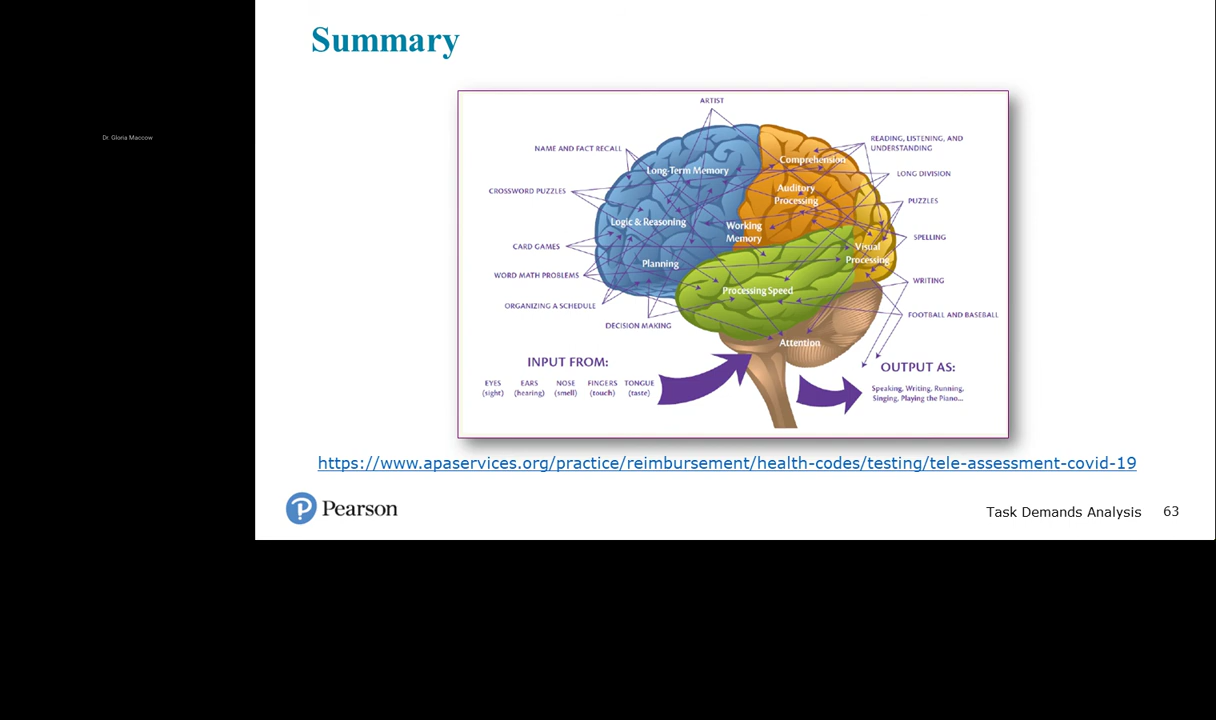 Summary
Dr. Gloria Maccow
ARTIST
NAME AND FACT RECALL
READING, LISTENING, AND
UNDERSTANDING
Comprehension
Long-Term Memory
LONG DIVISION
CROSSWORD PUZZLES
Auditory
Processing
PUZZLES
Logic & Reasoning
Working
Memory
SPELLING
CARD GAMES
Visual
Processing
Planning
WORD MATH PROBLEMS
WRITING
Processing Speed
ORGANIZING A SCHEDULE
FOOTBALL AND BASEBALL
DECISION MAKING
Attention
INPUT FROM:
EYES
(sight)
EARS
(hearing)
NOSE
(smell)
FINGERS
(touch)
TONGUE
(taste)
OUTPUT AS:
Speaking, Writing, Running,
Singing, Playing the Piano...
https://www.apaservices.org/practice/reimbursement/health-codes/testing/tele-assessment-covid-19
Pearson
Task Demands Analysis 63